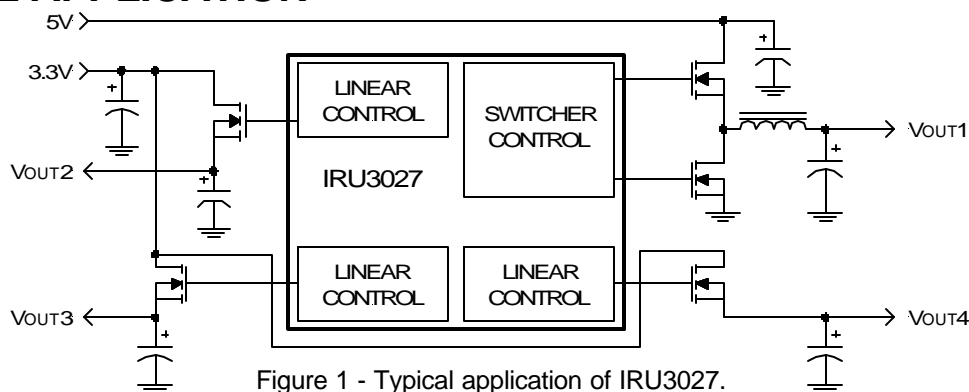 5V
3.3V
LINEAR
CONTROL
SWITCHER
CONTROL
VOUT1
VOUT2
IRU3027
LINEAR
CONTROL
LINEAR
CONTROL
VOUT3
VOUT4
Figure 1 - Typical application of IRU3027.